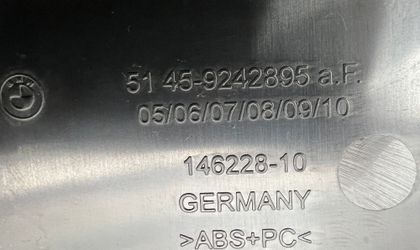 51 45-9242895 a.F.
05/06/07/08/09/10
146228-10
GERMANY
>ABS+PC<